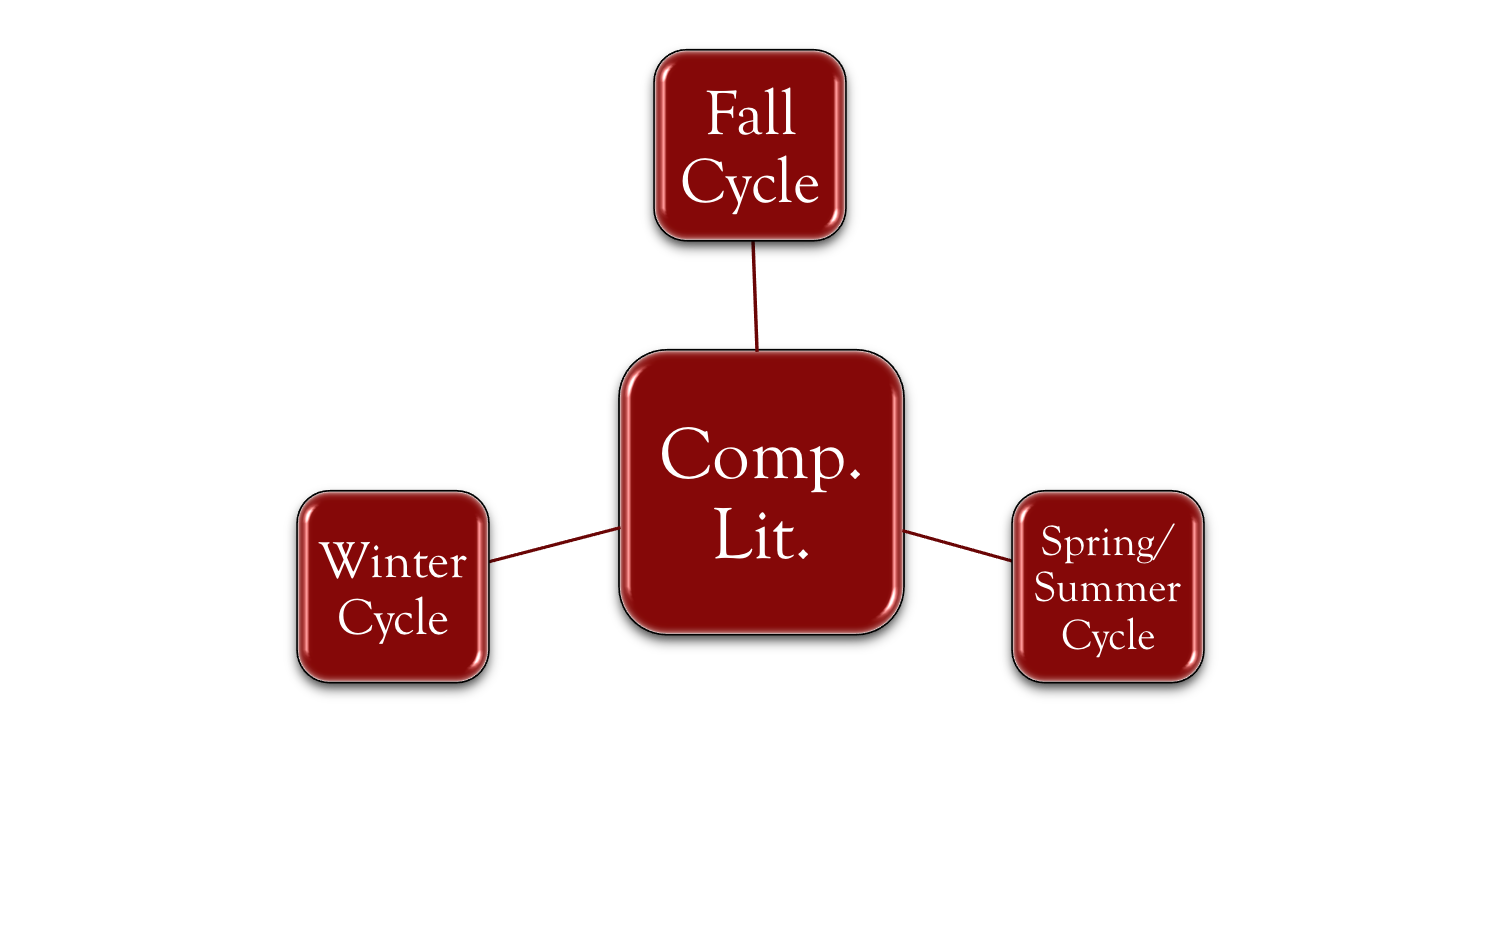 Fall
Cycle
Comp.
Lit.
Winter
Cycle
Spring/
Summer
Cycle